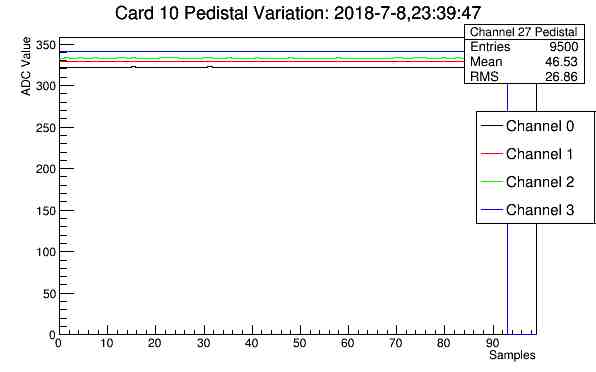 Card 10 Pedistal Variation: 2018-7-8,23:39:47
Channel 27 Pedistal
Entries 9500
Mean 46.53
RMS 26.86
ADC Value
350
300
250
200
150
100
50
0
Channel 0
Channel 1
Channel 2
Channel 3
0 10 20 30 40 50 60 70 80 90
Samples